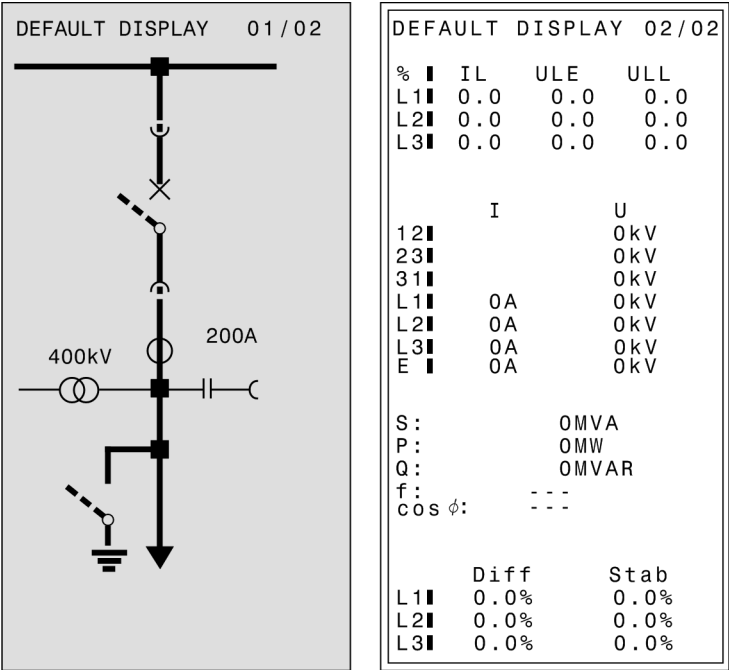 DEFAULT DISPLAY 01/02
200A
400kV
DEFAULT DISPLAY 02/02
% IL ULE ULL
L1 0.0 0.0 0.0
L2 0.0 0.0 0.0
L3 0.0 0.0 0.0
I U
12 0kV
23 0kV
31 0kV
L1 0A 0kV
L2 0A 0kV
L3 0A 0kV
E 0A 0kV
S: 0MVA
P: 0MW
Q: 0MVAR
f: ---
cos ϕ: ---
Diff Stab
L1 0.0% 0.0%
L2 0.0% 0.0%
L3 0.0% 0.0%